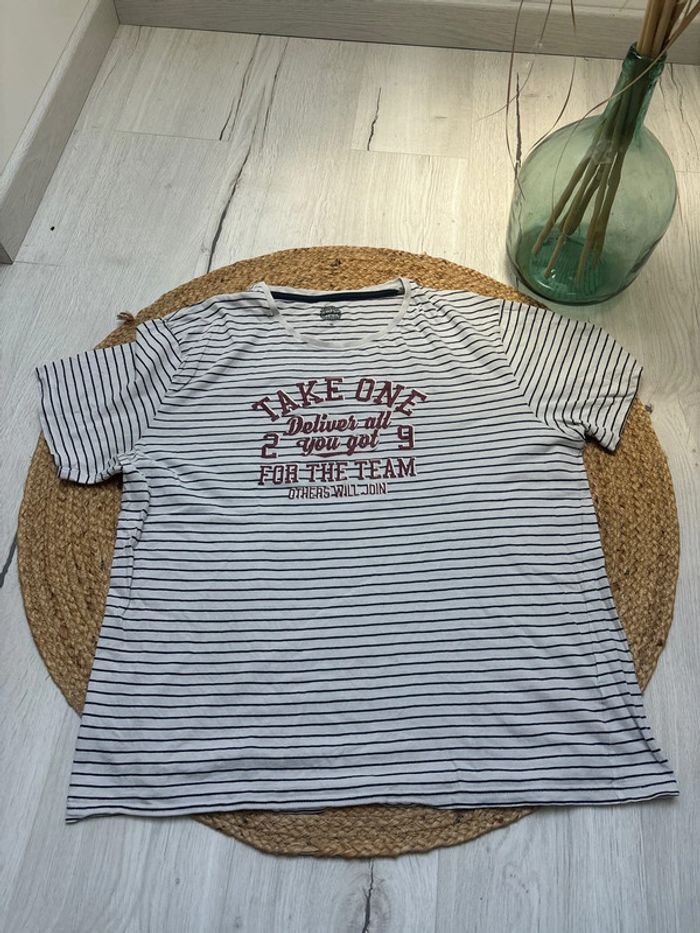 TAKE ONE
Deliver all
2 you got 9
FOR THE TEAM
OTHERS WILL JOIN